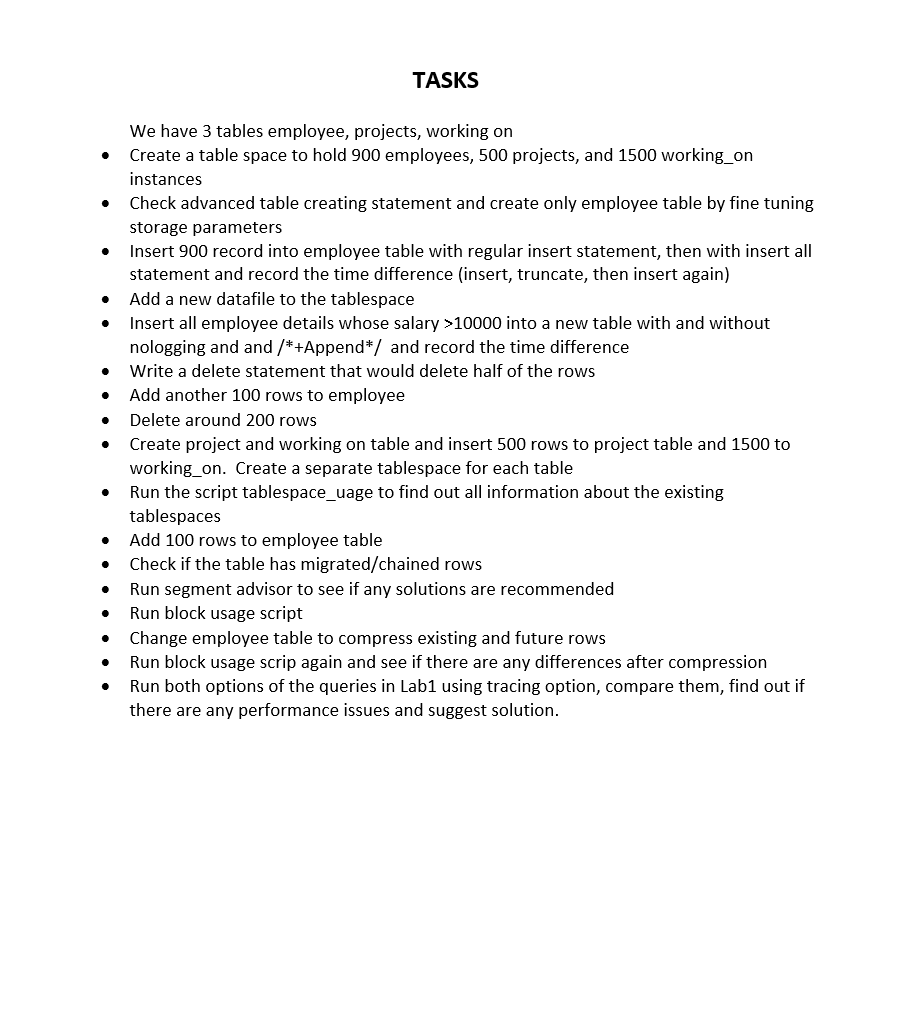 TASKS
We have 3 tables employee, projects, working on
• Create a table space to hold 900 employees, 500 projects, and 1500 working_on
instances
• Check advanced table creating statement and create only employee table by fine tuning
storage parameters
• Insert 900 record into employee table with regular insert statement, then with insert all
statement and record the time difference (insert, truncate, then insert again)
• Add a new datafile to the tablespace
• Insert all employee details whose salary >10000 into a new table with and without
nologging and and /*+Append*/ and record the time difference
• Write a delete statement that would delete half of the rows
• Add another 100 rows to employee
• Delete around 200 rows
• Create project and working on table and insert 500 rows to project table and 1500 to
working_on. Create a separate tablespace for each table
• Run the script tablespace_uage to find out all information about the existing
tablespaces
• Add 100 rows to employee table
• Check if the table has migrated/chained rows
• Run segment advisor to see if any solutions are recommended
• Run block usage script
• Change employee table to compress existing and future rows
• Run block usage scrip again and see if there are any differences after compression
• Run both options of the queries in Lab1 using tracing option, compare them, find out if
there are any performance issues and suggest solution.